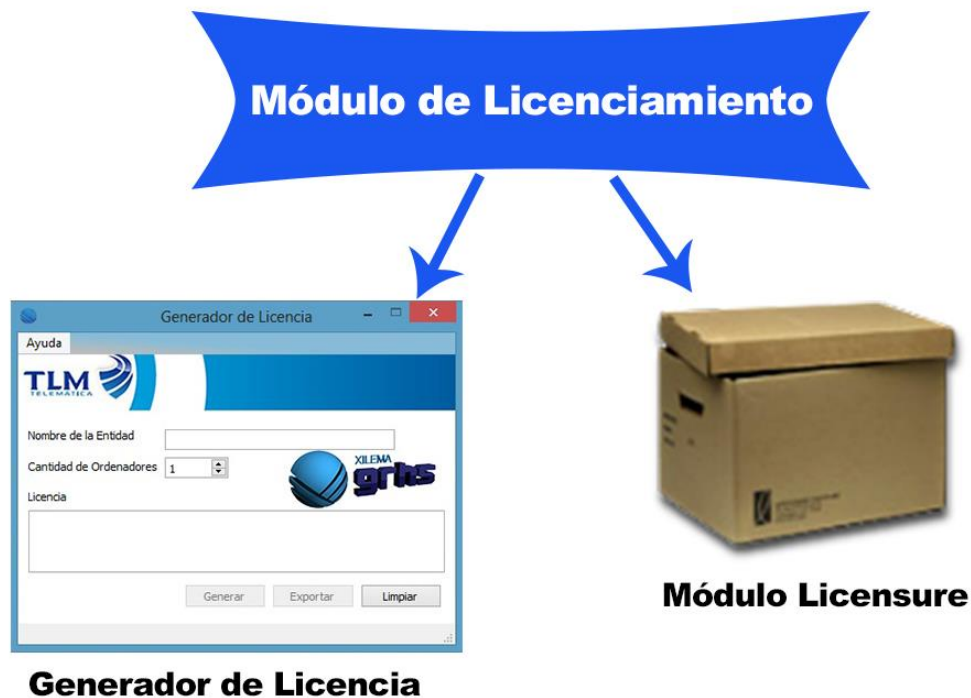 Módulo de Licenciamiento
Generador de Licencia
Ayuda
TLM
TELEMÁTICA
Nombre de la Entidad
Cantidad de Ordenadores 1
XILEMA
grhs
Licencia
Generar Exportar Limpiar
Módulo Licensure
Generador de Licencia